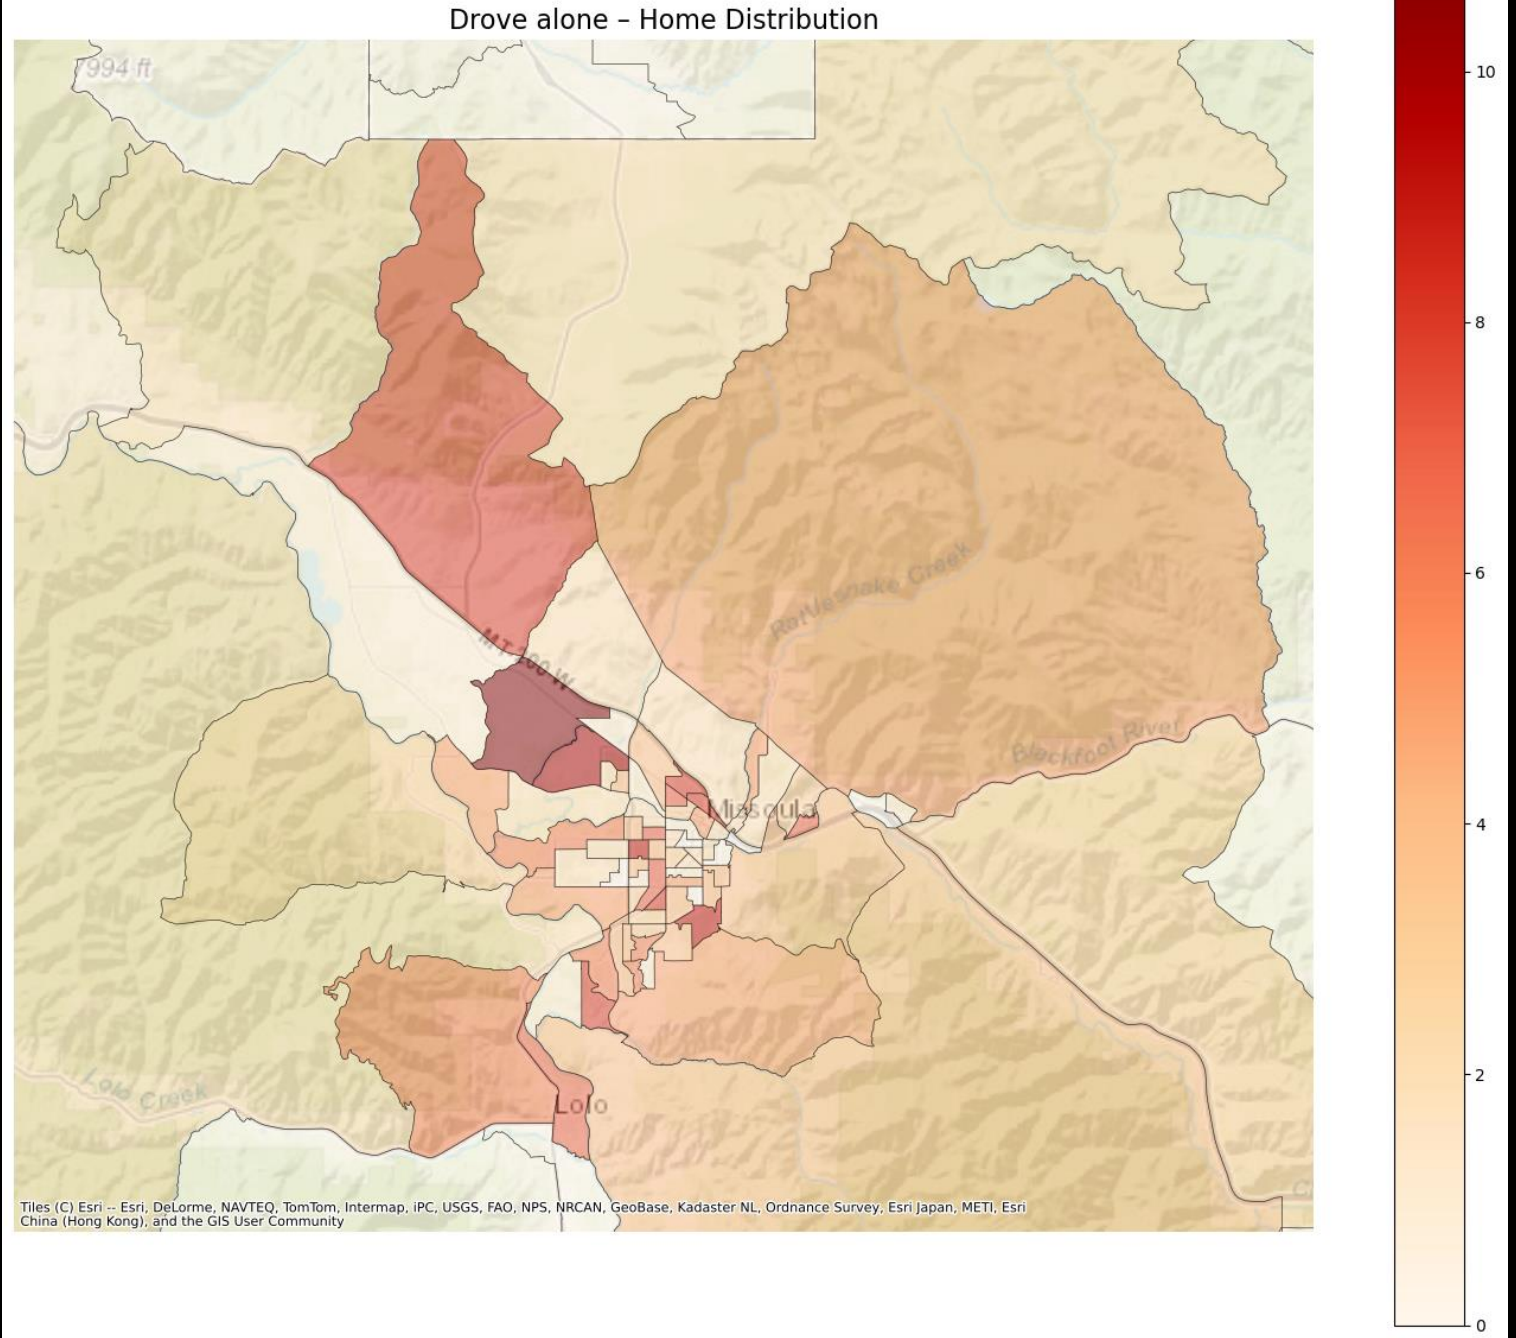 Drove alone – Home Distribution
7994 ft
10
8
Rattlesnake Creek
6
MT-200 W
Blackfoot River
Missoula
4
Lolo Creek
Lolo
2
Tiles (C) Esri -- Esri, DeLorme, NAVTEQ, TomTom, Intermap, iPC, USGS, FAO, NPS, NRCAN, GeoBase, Kadaster NL, Ordnance Survey, Esri Japan, METI, Esri
China (Hong Kong), and the GIS User Community
0